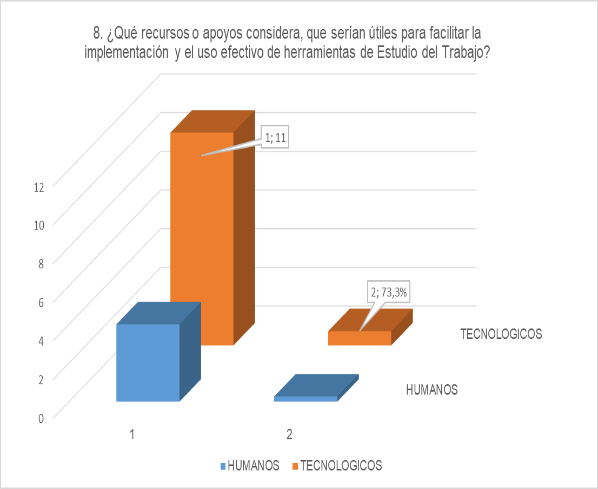 8. ¿Qué recursos o apoyos considera, que serían útiles para facilitar la
implementación y el uso efectivo de herramientas de Estudio del Trabajo?
1; 11
12
10
8
6
4
2
0
2; 73,3%
TECNOLOGICOS
HUMANOS
1
2
HUMANOS
TECNOLOGICOS